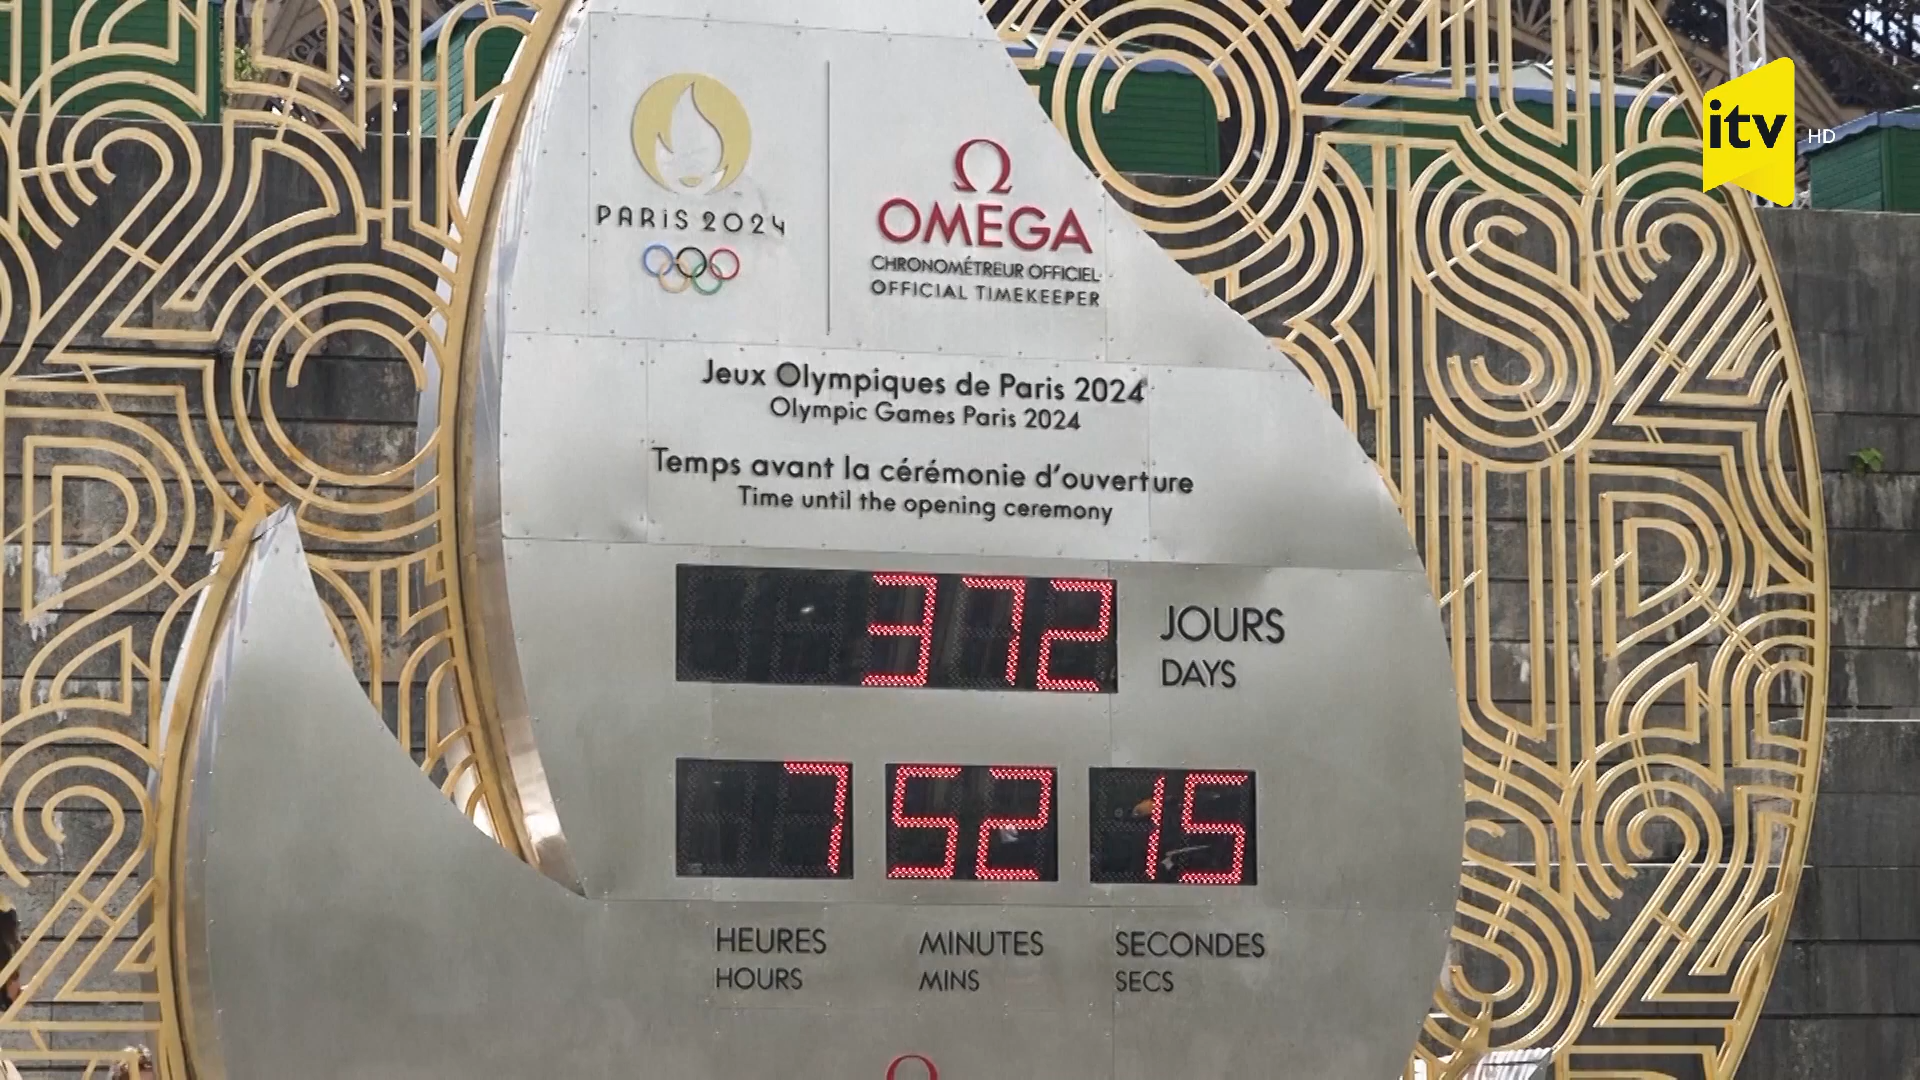 PARIS 2024
Ω
OMEGA
CHRONOMÉTREUR OFFICIEL
OFFICIAL TIMEKEEPER
Jeux Olympiques de Paris 2024
Olympic Games Paris 2024
Temps avant la cérémonie d'ouverture
Time until the opening ceremony
372 JOURS
DAYS
7 52 15
HEURES MINUTES SECONDES
HOURS MINS SECS
itv HD